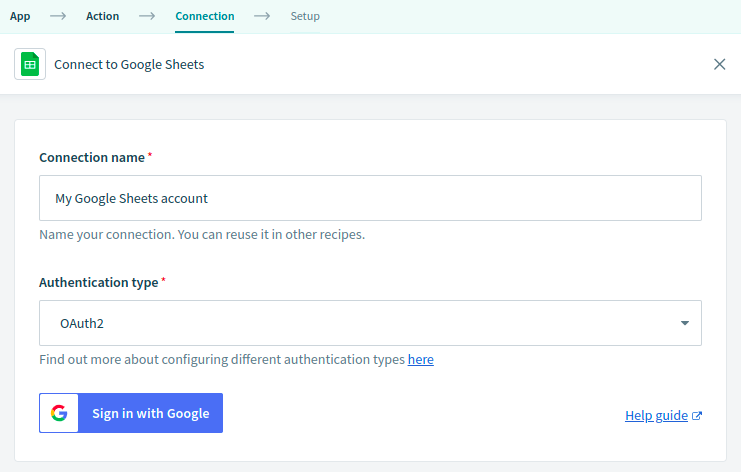 App → Action → Connection → Setup
Connect to Google Sheets
Connection name *
My Google Sheets account
Name your connection. You can reuse it in other recipes.
Authentication type *
OAuth2
Find out more about configuring different authentication types here
Sign in with Google
Help guide